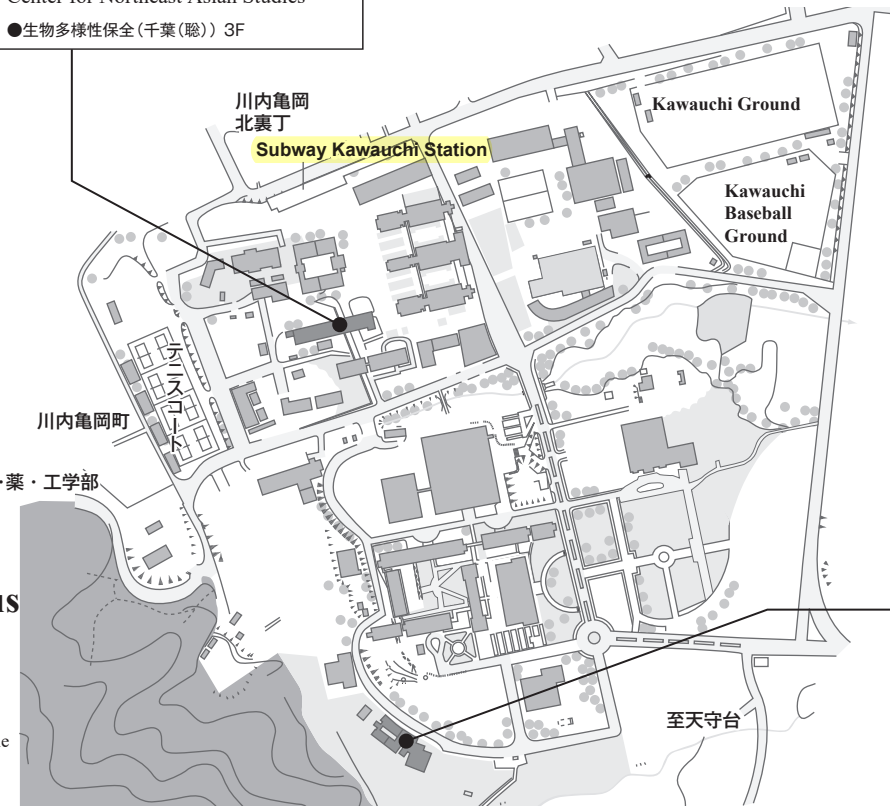 Center for Northeast Asian Studies
●生物多様性保全(千葉(聡)) 3F
川内亀岡
北裏丁
Subway Kawauchi Station
Kawauchi Ground
Kawauchi
Baseball
Ground
テニスコート
川内亀岡町
・薬・工学部
至天守台